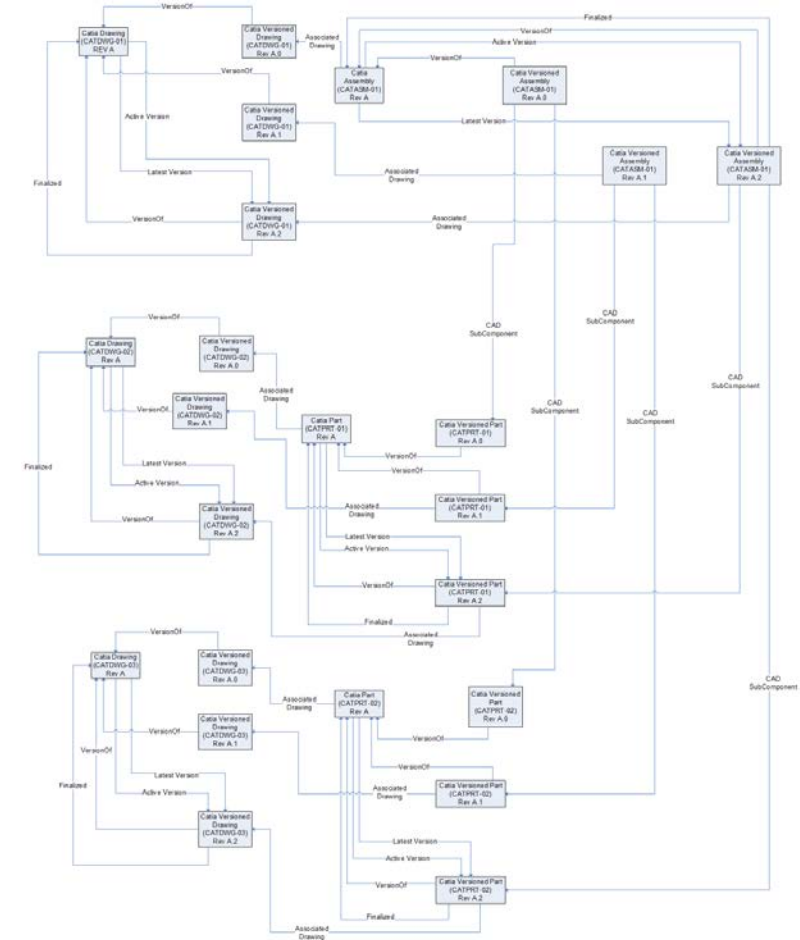 VersionOf
Catia Drawing
(CATDWG-01)
REV A
Catia Versioned
Drawing
(CATDWG-01)
Rev A.0
Associated
Drawing
Finalized
VersionOf
Active Version
VersionOf
Catia
Assembly
(CATASM-01)
Rev A
Catia Versioned
Assembly
(CATASM-01)
Rev A.0
VersionOf
Catia Versioned
Drawing
(CATDWG-01)
Rev A.1
Active Version
Latest Version
Catia Versioned
Assembly
(CATASM-01)
Rev A.1
Catia Versioned
Assembly
(CATASM-01)
Rev A.2
Latest Version
Associated
Drawing
Finalized
VersionOf
Catia Versioned
Drawing
(CATDWG-01)
Rev A.2
Associated
Drawing
VersionOf
Catia Drawing
(CATDWG-02)
Rev A
Catia Versioned
Drawing
(CATDWG-02)
Rev A.0
CAD
SubComponent
CAD
SubComponent
CAD
SubComponent
CAD
SubComponent
CAD
SubComponent
Associated
Drawing
VersionOf
Catia Versioned
Drawing
(CATDWG-02)
Rev A.1
Catia Part
(CATPRT-01)
Rev A
Catia Versioned Part
(CATPRT-01)
Rev A.0
VersionOf
VersionOf
Finalized
Latest Version
Active Version
VersionOf
Catia Versioned
Drawing
(CATDWG-02)
Rev A.2
Associated
Drawing
Catia Versioned Part
(CATPRT-01)
Rev A.1
Latest Version
Active Version
VersionOf
Catia Versioned Part
(CATPRT-01)
Rev A.2
Finalized
Associated
Drawing
VersionOf
Catia Drawing
(CATDWG-03)
Rev A
Catia Versioned
Drawing
(CATDWG-03)
Rev A.0
Associated
Drawing
Catia Part
(CATPRT-02)
Rev A
Catia Versioned
Part
(CATPRT-02)
Rev A.0
CAD
SubComponent
VersionOf
Catia Versioned
Drawing
(CATDWG-03)
Rev A.1
VersionOf
VersionOf
VersionOf
Latest Version
Finalized
Active Version
Associated
Drawing
Catia Versioned Part
(CATPRT-02)
Rev A.1
Catia Versioned
Drawing
(CATDWG-03)
Rev A.2
Latest Version
Active Version
VersionOf
Catia Versioned Part
(CATPRT-02)
Rev A.2
Finalized
Associated
Drawing